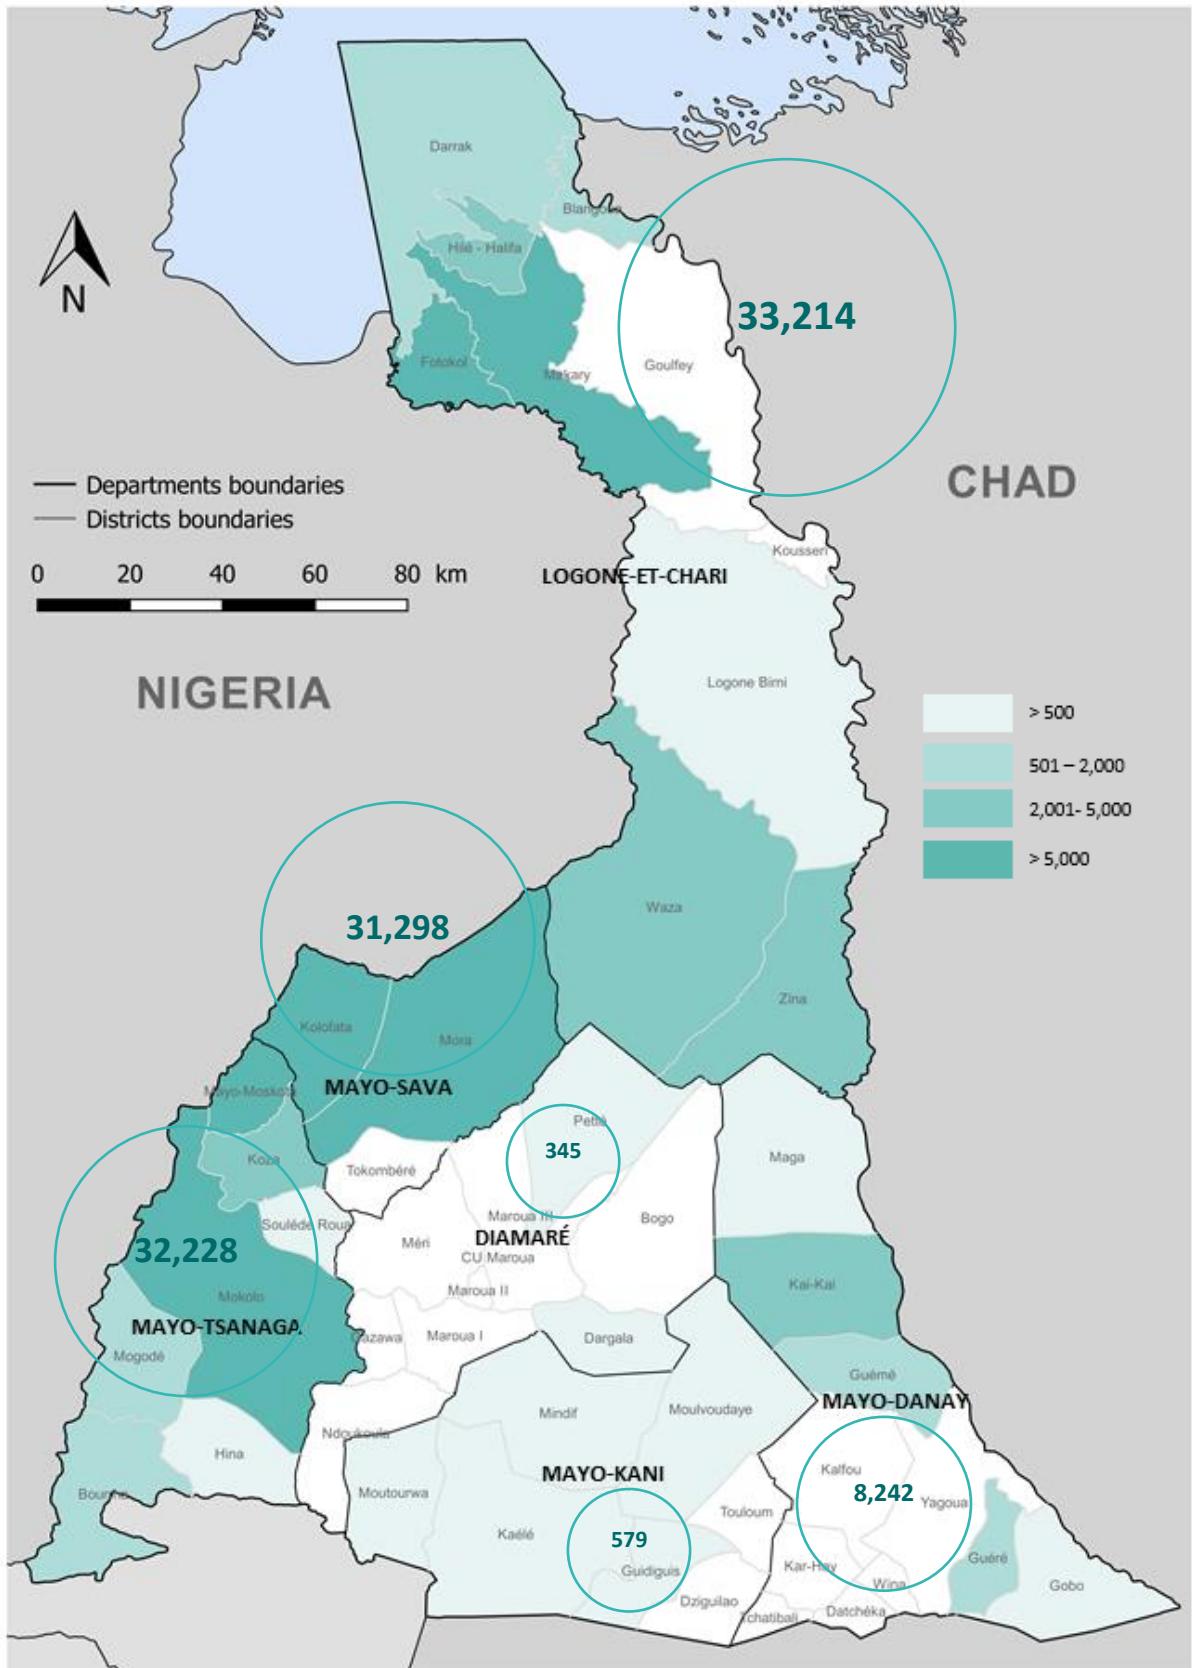 Darrak
Blangoua
Hilé - Halifa
N
33,214
Fotokol
Makary
Goulfey
Departments boundaries
Districts boundaries
CHAD
Kousseri
0 20 40 60 80 km
LOGONE-ET-CHARI
NIGERIA
Logone Birni
> 500
501 – 2,000
2,001- 5,000
> 5,000
Waza
31,298
Zina
Kolofata
Mora
MAYO-SAVA
Mayo-Moskota
Petté
345
Koza
Tokombéré
Maga
Soulédé Roua
Maroua III
Bogo
DIAMARÉ
Méri
CU Maroua
32,228
Maroua II
Kai-Kai
Mokolo
MAYO-TSANAGA
Gazawa
Maroua I
Dargala
Mogodé
Guémé
MAYO-DANAY
Mindif
Moulvoudaye
Ndoukoula
Hina
MAYO-KANI
Kalfou
8,242
Yagoua
Bourrha
Moutourwa
Touloum
Kaélé
579
Guidiguis
Kar-Hay
Guéré
Wina
Gobo
Dziguilao
Tchatibali
Datchéka